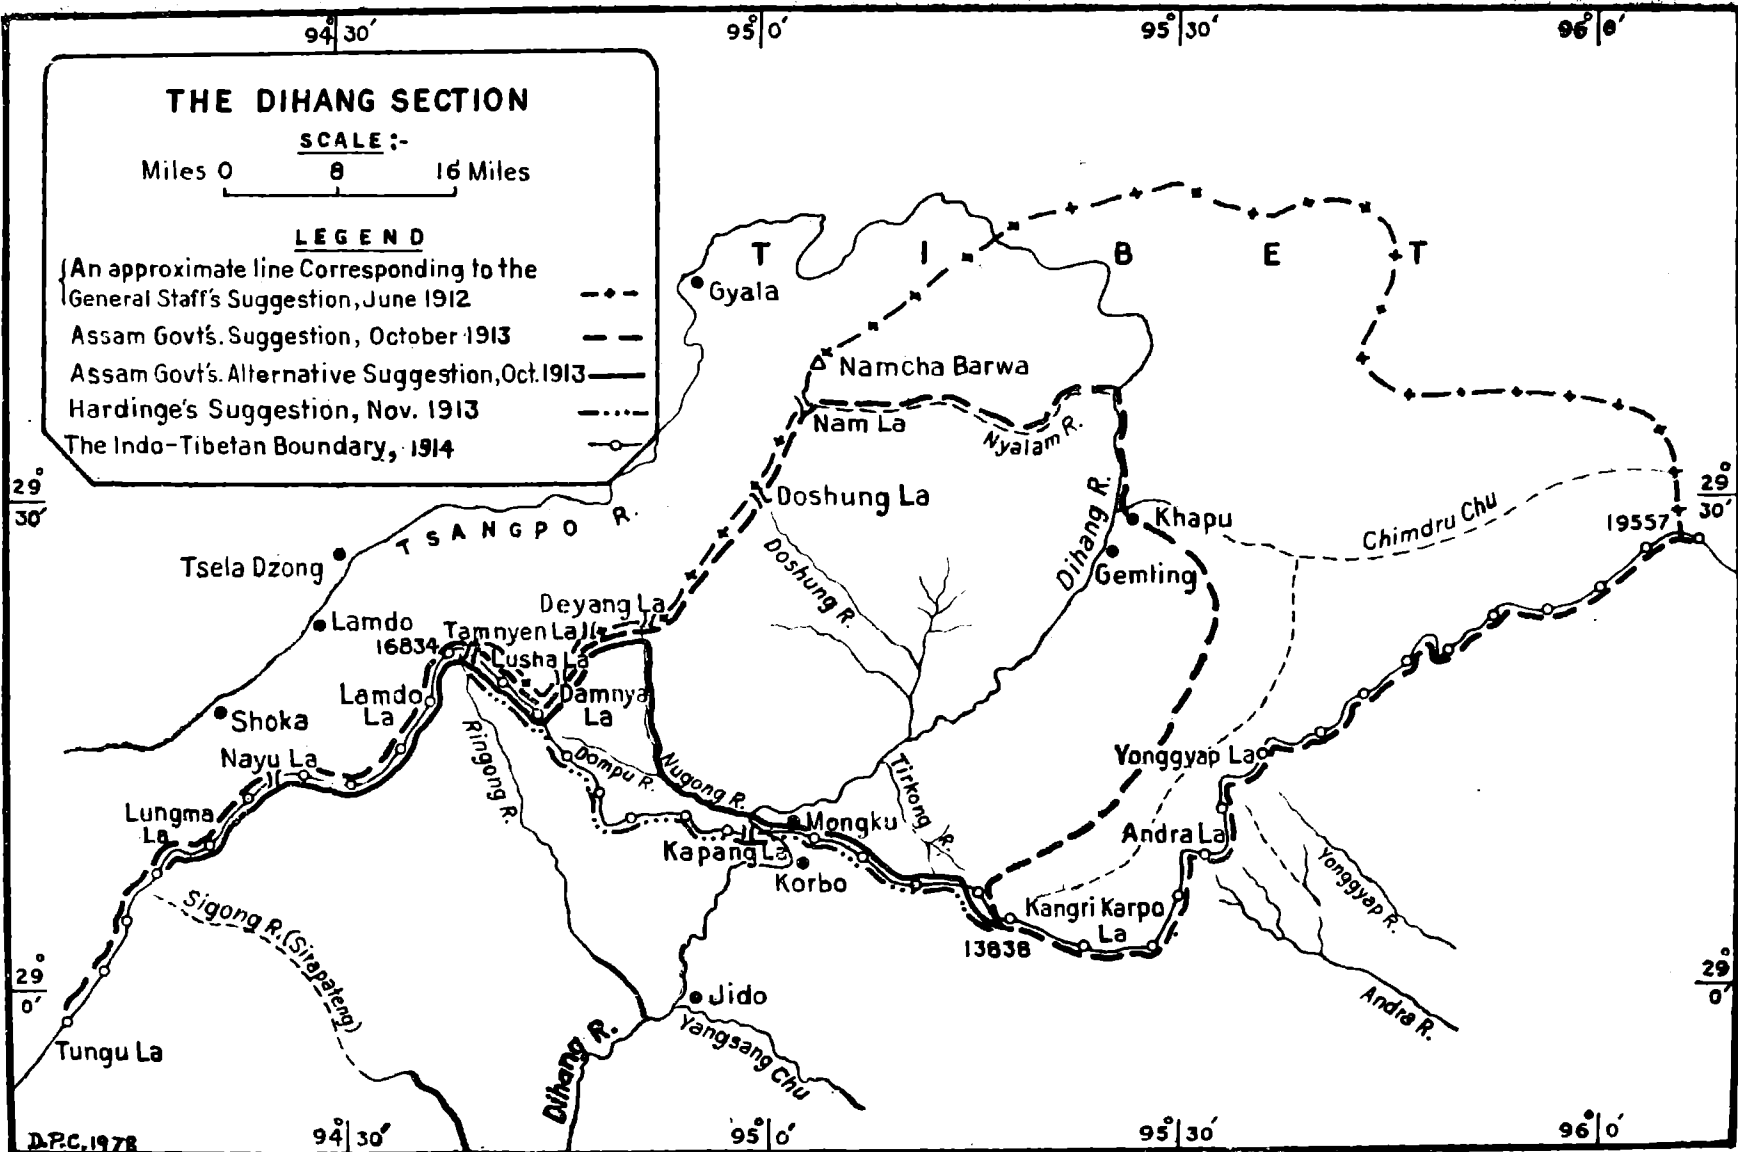 94° 30′
95° 0′
95° 30′
96° 0′
THE DIHANG SECTION
SCALE :-
Miles 0 8 16 Miles
LEGEND
An approximate line Corresponding to the
General Staff's Suggestion, June 1912
Assam Govt's. Suggestion, October 1913
Assam Govt's. Alternative Suggestion, Oct. 1913
Hardinge's Suggestion, Nov. 1913
The Indo-Tibetan Boundary, 1914
T I B E T
Gyala
Namcha Barwa
Nam La
Nyalam R.
29° 30′
Doshung La
Dihang R.
Khapu
Chimdru Chu
19557
29° 30′
TSANGPO R.
Tsela Dzong
Doshung R.
Gemling
Deyang La
Lamdo
Tamnyen La
16834
Lusha La
Lamdo
La
Damnya
La
Shoka
Ringong R.
Nayu La
Dompu R.
Nugong R.
Tirkong R.
Yonggyap La
Lungma
La
Mongku
Andra La
Kapang La
Korbo
Yonggyap R.
Sigong R. (Sirapateng)
Kangri Karpo
La
13838
29° 0′
29° 0′
Jido
Andra R.
Yangsang Chu
Tungu La
Dihang R.
D.P.C. 1978
94° 30′
95° 0′
95° 30′
96° 0′